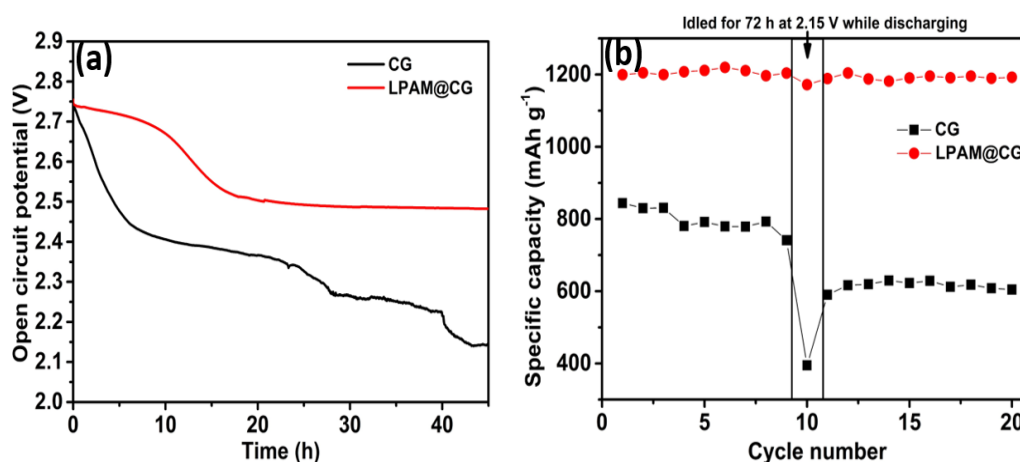 (a)
CG
LPAM@CG
2.9
2.8
2.7
2.6
2.5
2.4
2.3
2.2
2.1
2.0
Open circuit potential (V)
0 10 20 30 40
Time (h)
Idled for 72 h at 2.15 V while discharging
(b)
1200
1000
800
600
400
Specific capacity (mAh g⁻¹)
CG
LPAM@CG
0 5 10 15 20
Cycle number